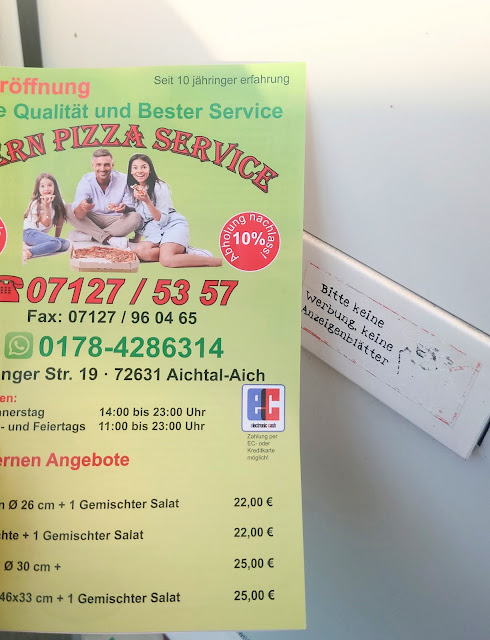 röffnung
Seit 10 jähringer erfahrung
e Qualität und Bester Service
ERN PIZZA SERVICE
Abholung nachlass!
10%
07127 / 53 57
Fax: 07127 / 96 04 65
0178-4286314
nger Str. 19 · 72631 Aichtal-Aich
en:
nnerstag 14:00 bis 23:00 Uhr
- und Feiertags 11:00 bis 23:00 Uhr
ec
electronic cash
Zahlung per
EC- oder
Kreditkarte
möglich!
ernen Angebote
n Ø 26 cm + 1 Gemischter Salat 22,00 €
chte + 1 Gemischter Salat 22,00 €
Ø 30 cm + 25,00 €
46x33 cm + 1 Gemischter Salat 25,00 €
Bitte keine
Werbung, keine
Anzeigenblätter